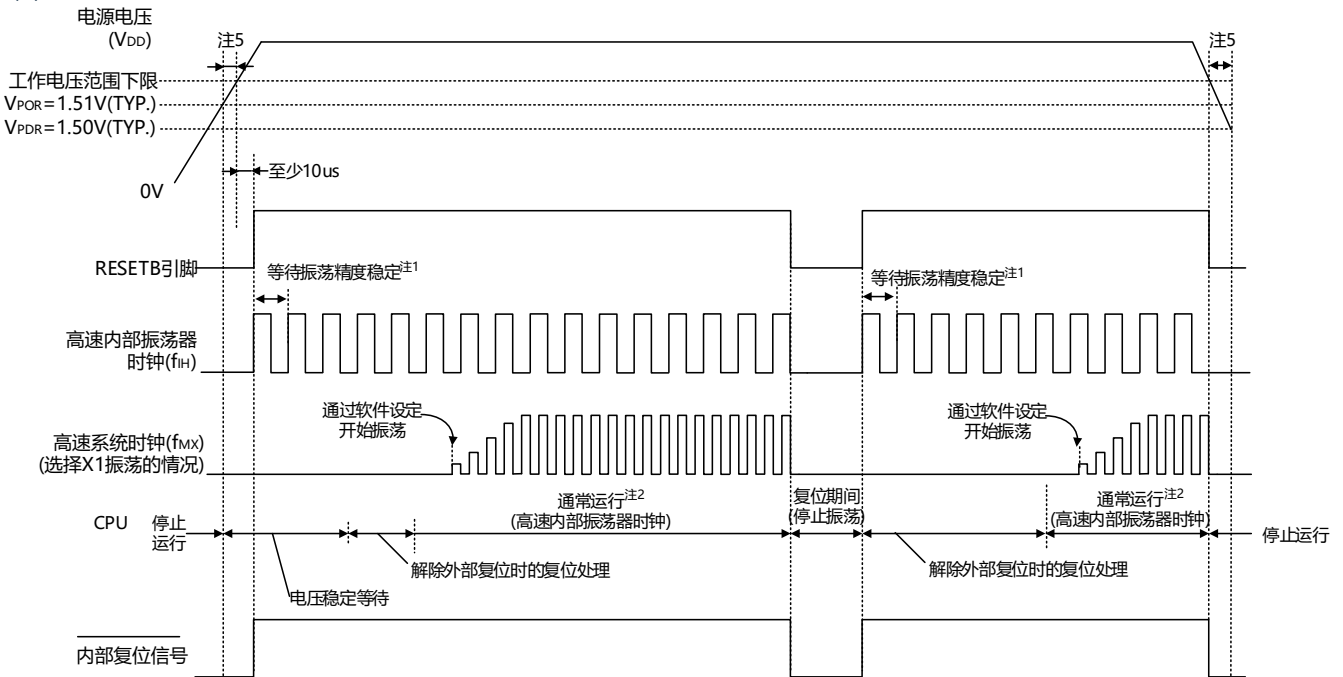 电源电压
(VDD)
注5
注5
工作电压范围下限
VPOR=1.51V(TYP.)
VPDR=1.50V(TYP.)
0V
至少10us
RESETB引脚
等待振荡精度稳定注1
等待振荡精度稳定注1
高速内部振荡器
时钟(fIH)
通过软件设定
开始振荡
通过软件设定
开始振荡
高速系统时钟(fMX)
(选择X1振荡的情况)
通常运行注2
(高速内部振荡器时钟)
复位期间
(停止振荡)
通常运行注2
(高速内部振荡器时钟)
CPU
停止
运行
停止运行
解除外部复位时的复位处理
解除外部复位时的复位处理
电压稳定等待
内部复位信号